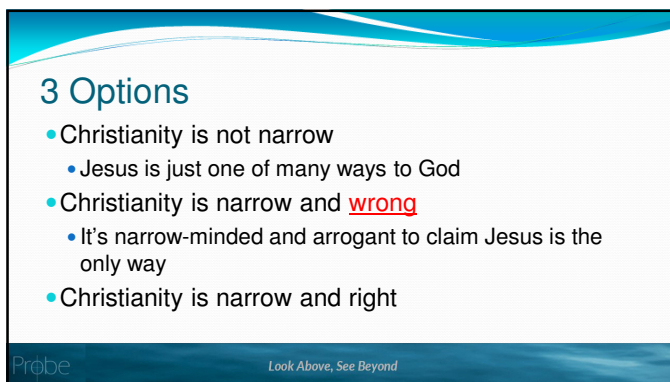 3 Options
•Christianity is not narrow
•Jesus is just one of many ways to God
•Christianity is narrow and wrong
•It's narrow-minded and arrogant to claim Jesus is the
only way
•Christianity is narrow and right
Probe
Look Above, See Beyond